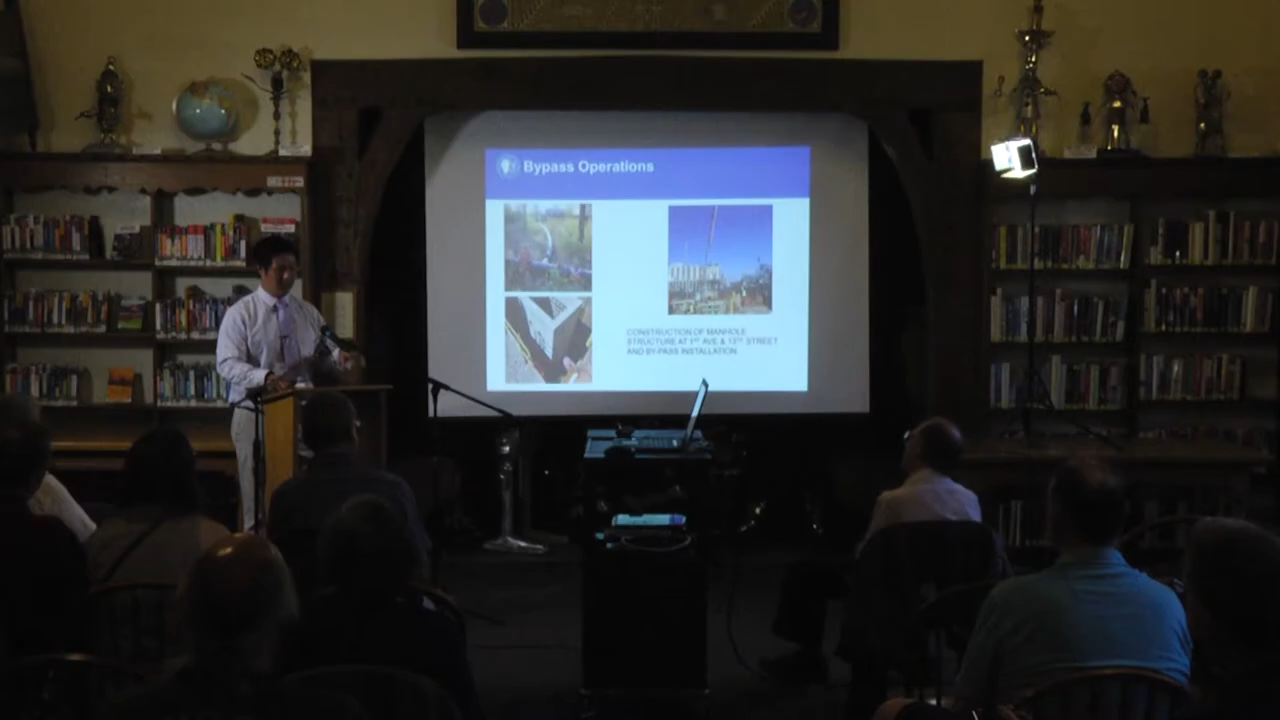 Bypass Operations
CONSTRUCTION OF MANHOLE
STRUCTURE AT 1ST AVE & 13TH STREET
AND BY-PASS INSTALLATION